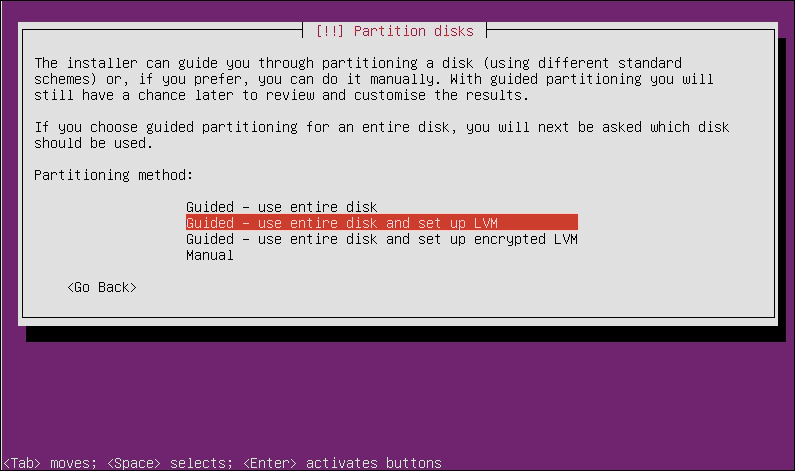 [!!] Partition disks
The installer can guide you through partitioning a disk (using different standard
schemes) or, if you prefer, you can do it manually. With guided partitioning you will
still have a chance later to review and customise the results.
If you choose guided partitioning for an entire disk, you will next be asked which disk
should be used.
Partitioning method:
Guided - use entire disk
Guided - use entire disk and set up LVM
Guided - use entire disk and set up encrypted LVM
Manual
<Go Back>
<Tab> moves; <Space> selects; <Enter> activates buttons